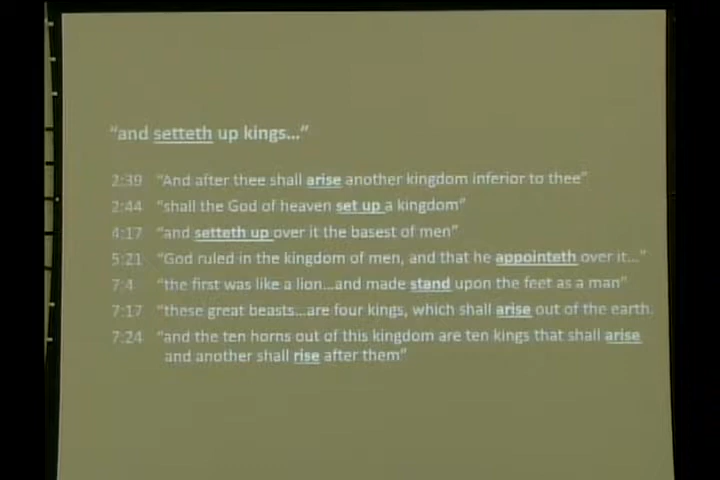 "and setteth up kings..."
2:39 "And after thee shall arise another kingdom inferior to thee"
2:44 "shall the God of heaven set up a kingdom"
4:17 "and setteth up over it the basest of men"
5:21 "God ruled in the kingdom of men, and that he appointeth over it..."
7:4 "the first was like a lion...and made stand upon the feet as a man"
7:17 "these great beasts...are four kings, which shall arise out of the earth.
7:24 "and the ten horns out of this kingdom are ten kings that shall arise
and another shall rise after them"